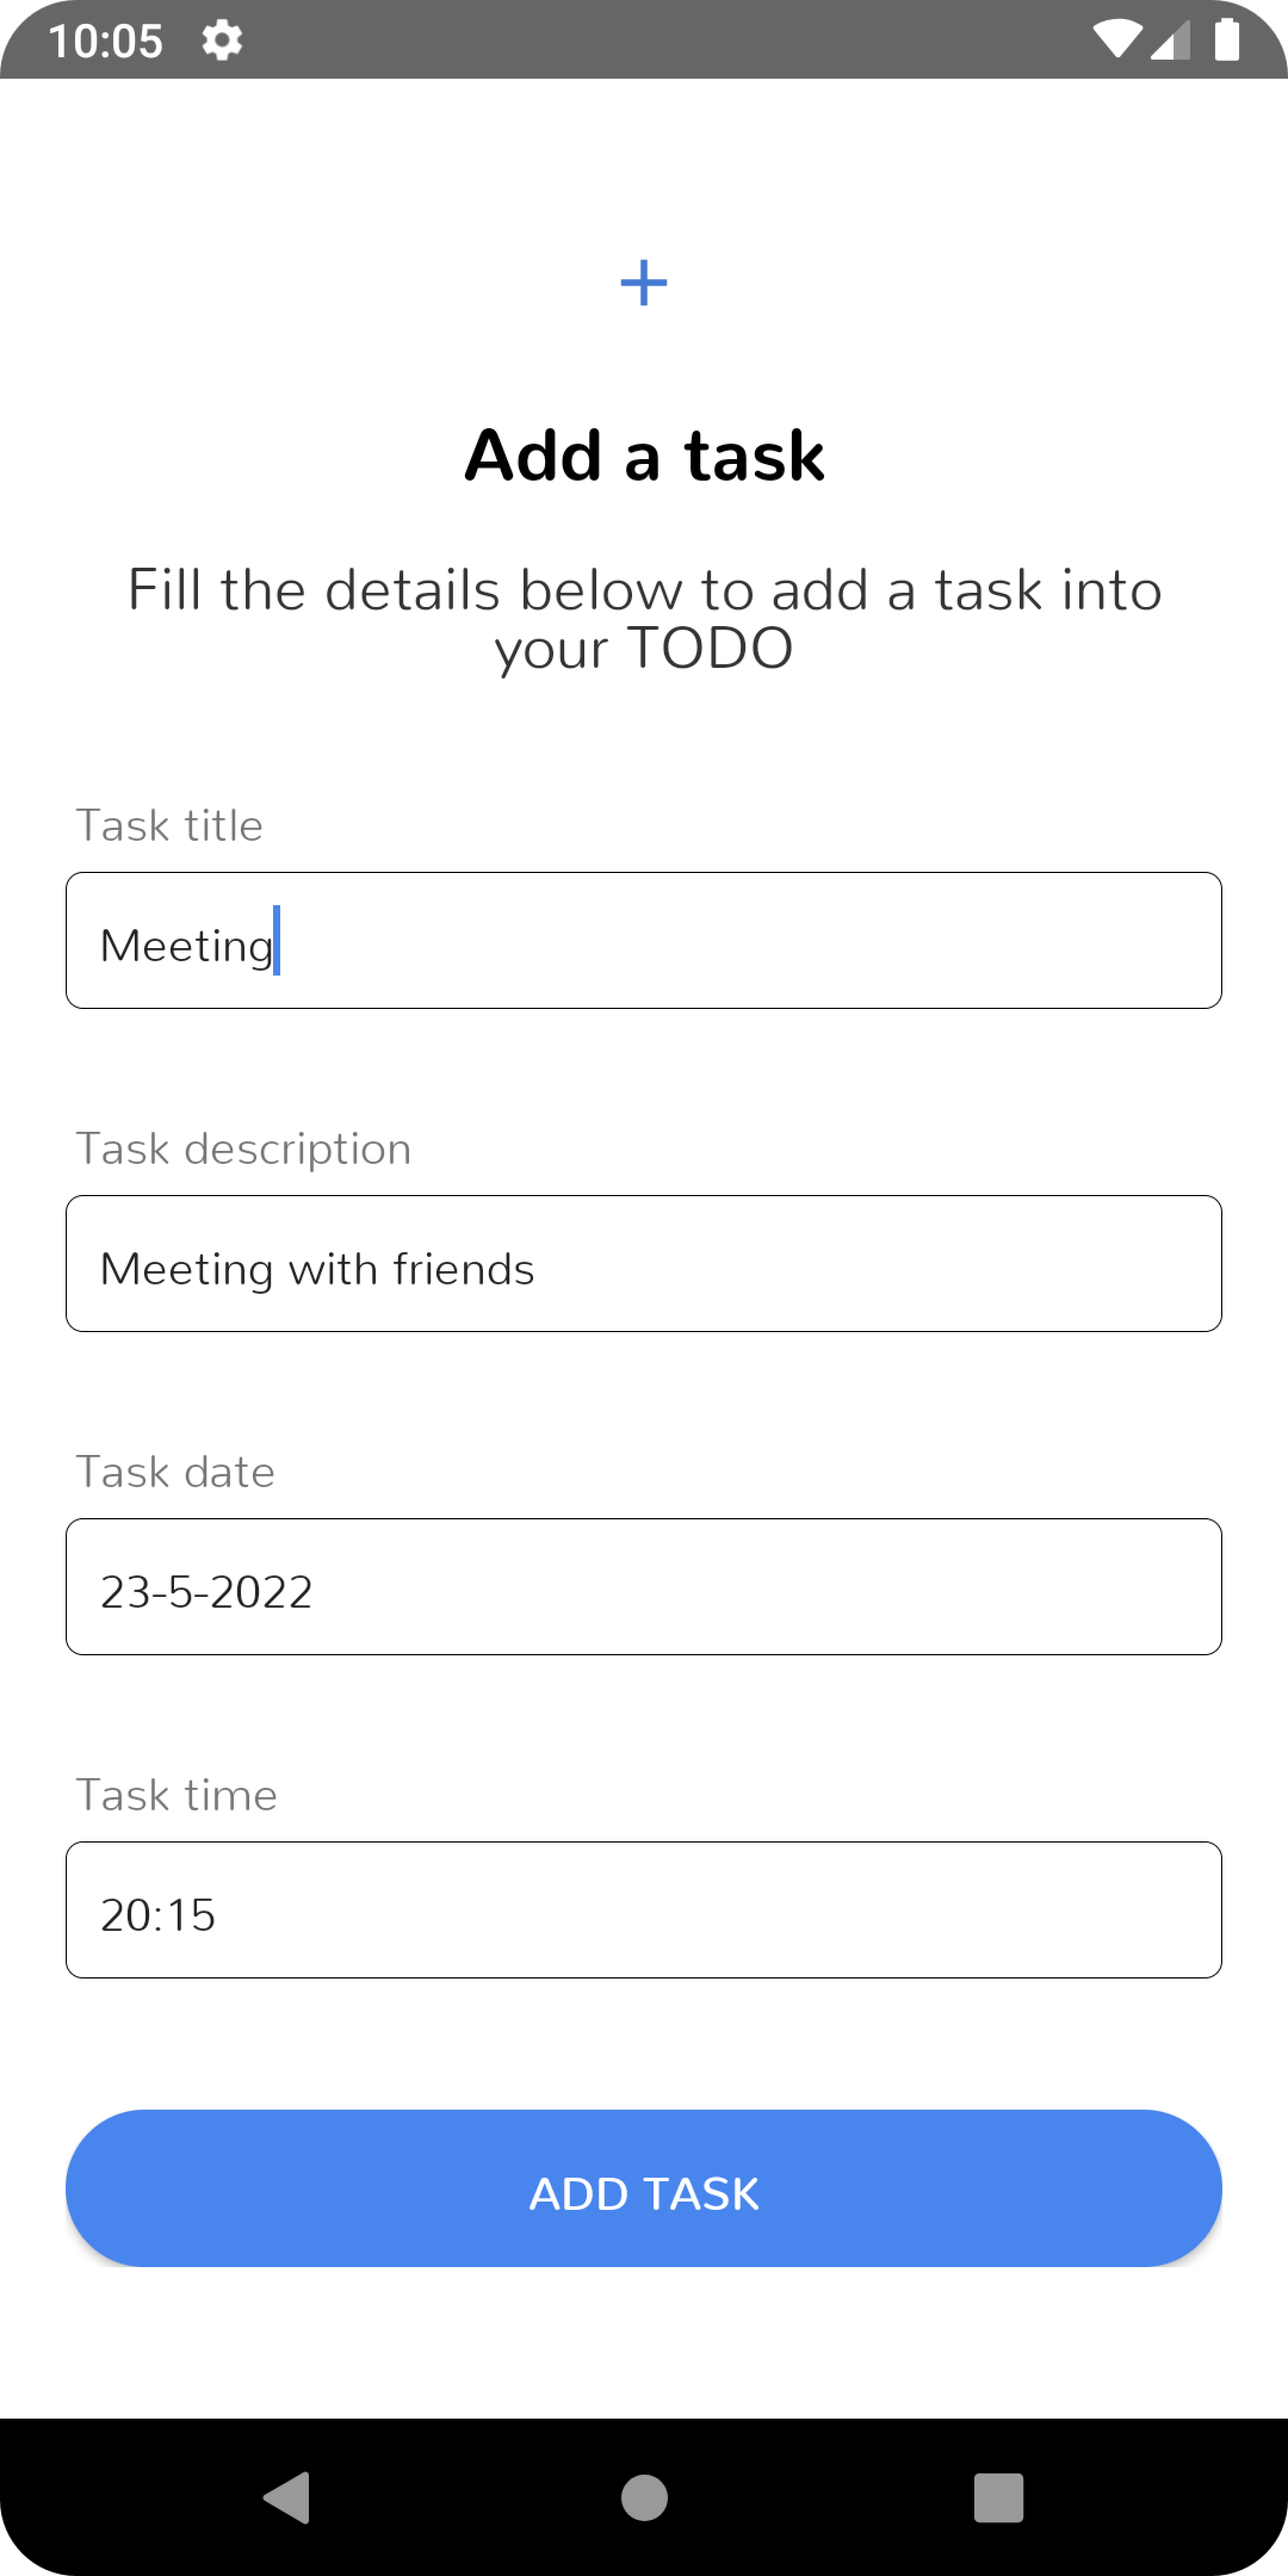 10:05
Add a task
Fill the details below to add a task into
your TODO
Task title
Meeting
Task description
Meeting with friends
Task date
23-5-2022
Task time
20:15
ADD TASK